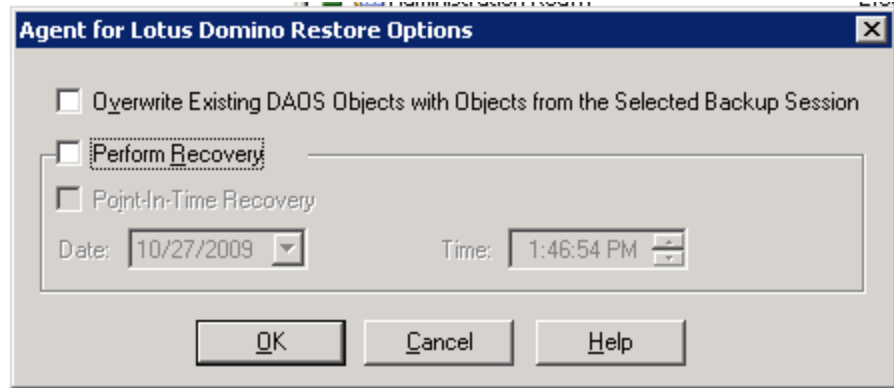 Agent for Lotus Domino Restore Options
Overwrite Existing DAOS Objects with Objects from the Selected Backup Session
Perform Recovery
Point-In-Time Recovery
Date: 10/27/2009 Time: 1:46:54 PM
OK Cancel Help